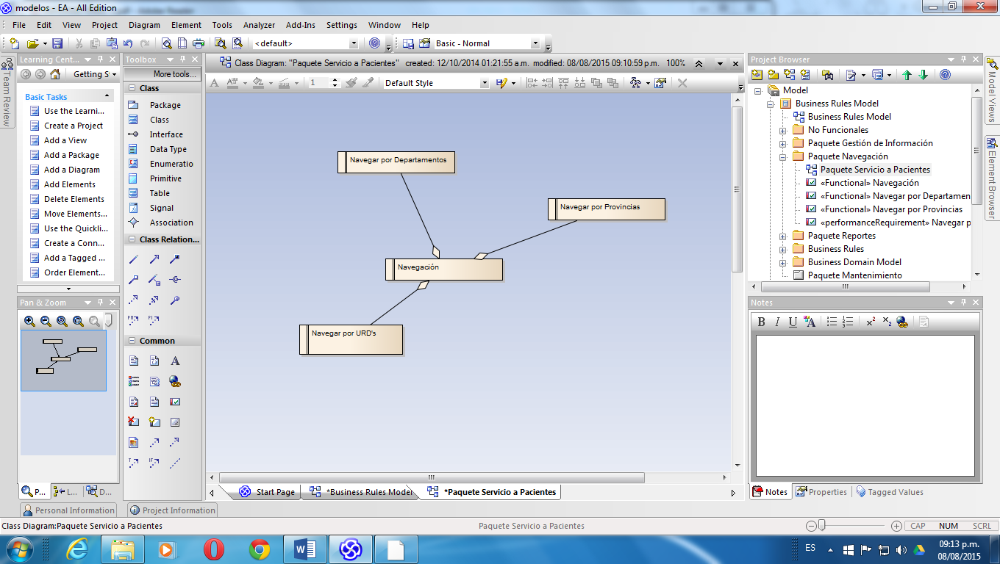 modelos - EA - All Edition
File Edit View Project Diagram Element Tools Analyzer Add-Ins Settings Window Help
<default> Basic - Normal
Team Review
Learning Cent...
Getting S
Basic Tasks
Use the Learni...
Create a Project
Add a View
Add a Package
Add a Diagram
Add Elements
Delete Elements
Move Elements...
Use the Quickli...
Create a Conn...
Add a Tagged ...
Order Element...
Pan & Zoom
P... L... D...
Toolbox
More tools...
Class
Package
Class
Interface
Data Type
Enumeratio
Primitive
Table
Signal
Association
Class Relation...
Common
Class Diagram: "Paquete Servicio a Pacientes" created: 12/10/2014 01:21:55 a.m. modified: 08/08/2015 09:10:59 p.m. 100%
1 Default Style
Navegar por Departamentos
Navegar por Provincias
Navegación
Navegar por URD's
Start Page *Business Rules Model *Paquete Servicio a Pacientes
Project Browser
Model
Business Rules Model
Business Rules Model
No Funcionales
Paquete Gestión de Información
Paquete Navegación
Paquete Servicio a Pacientes
«Functional» Navegación
«Functional» Navegar por Departamen
«Functional» Navegar por Provincias
«performanceRequirement» Navegar p
Paquete Reportes
Business Rules
Business Domain Model
Paquete Mantenimiento
Notes
B I U
Notes Properties Tagged Values
Model Views
Element Browser
Personal Information Project Information
Class Diagram:Paquete Servicio a Pacientes Paquete Servicio a Pacientes CAP NUM SCRL
ES 09:13 p.m.
08/08/2015